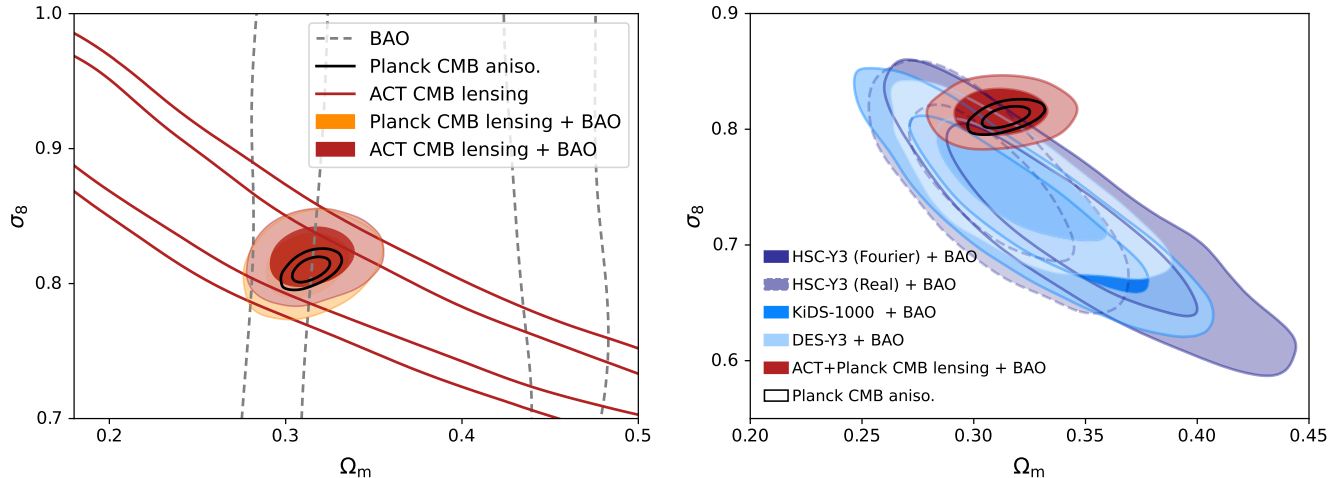 1.0
0.9
0.8
0.7
σ8
0.2
0.3
0.4
0.5
Ωm
BAO
Planck CMB aniso.
ACT CMB lensing
Planck CMB lensing + BAO
ACT CMB lensing + BAO
0.9
0.8
0.7
0.6
σ8
0.20
0.25
0.30
0.35
0.40
0.45
Ωm
HSC-Y3 (Fourier) + BAO
HSC-Y3 (Real) + BAO
KiDS-1000 + BAO
DES-Y3 + BAO
ACT+Planck CMB lensing + BAO
Planck CMB aniso.